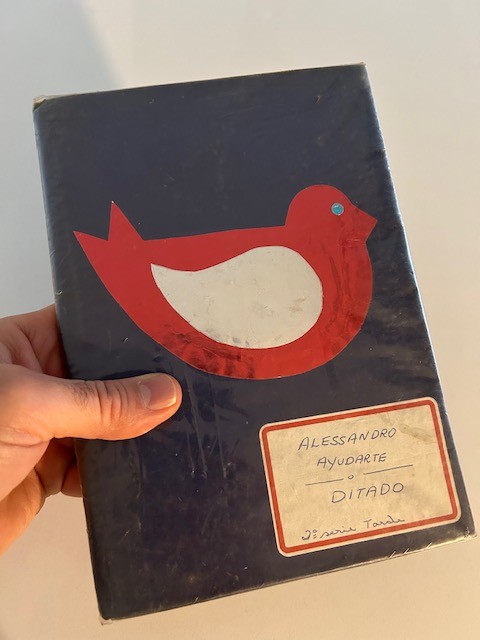 ALESSANDRO
AYUDARTE
DITADO
2ª serie Tarde